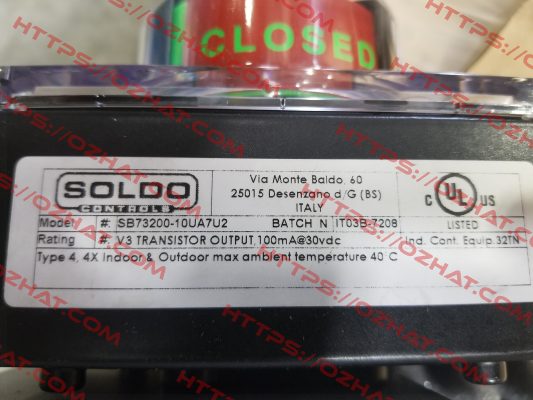 CLOSED
SOLDO
CONTROLS
Via Monte Baldo, 60
25015 Desenzano d/G (BS)
ITALY
C UL US
LISTED
Model #: SB73200-10UA7U2 BATCH N IT03B-7208
Rating #: V3 TRANSISTOR OUTPUT,100mA@30vdc Ind. Cont. Equip.32TN
Type 4, 4X Indoor & Outdoor max ambient temperature 40 C
HTTPS://OZHAT.COM